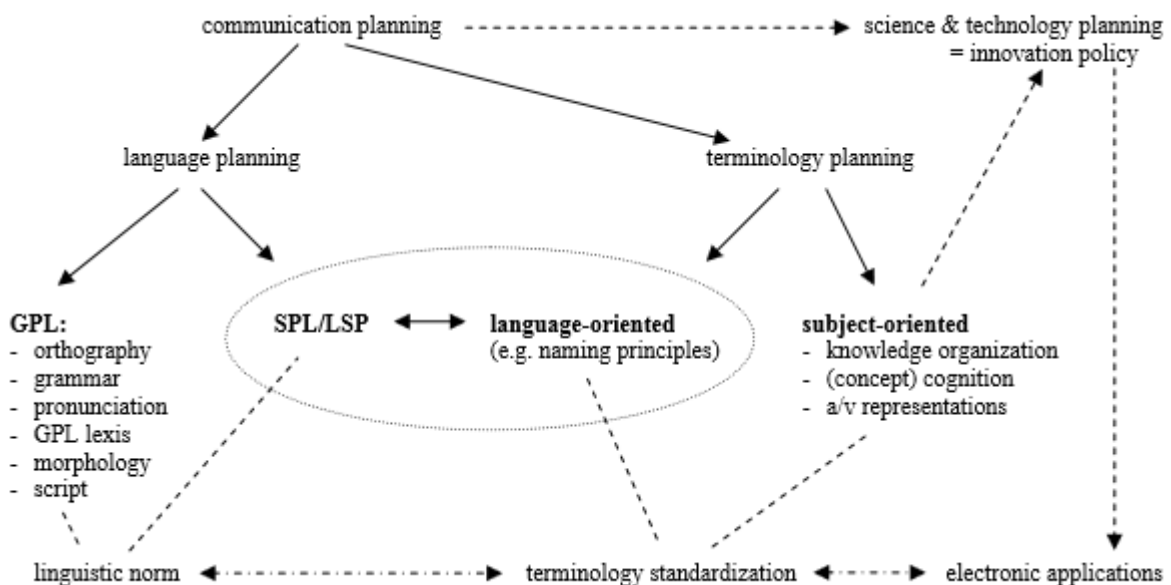 communication planning
science & technology planning
= innovation policy
language planning
terminology planning
GPL:
- orthography
- grammar
- pronunciation
- GPL lexis
- morphology
- script
SPL/LSP
language-oriented
(e.g. naming principles)
subject-oriented
- knowledge organization
- (concept) cognition
- a/v representations
linguistic norm
terminology standardization
electronic applications